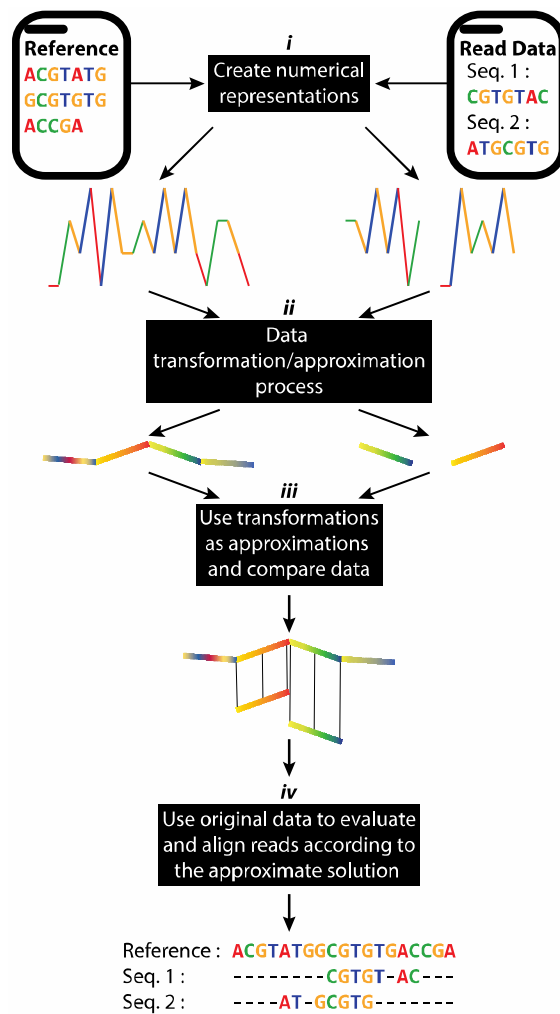 Reference
ACGTATG
GCGTGTG
ACCGA
i
Create numerical
representations
Read Data
Seq. 1 :
CGTGTAC
Seq. 2 :
ATGCGTG
ii
Data
transformation/approximation
process
iii
Use transformations
as approximations
and compare data
iv
Use original data to evaluate
and align reads according to
the approximate solution
Reference : ACGTATGGCGTGTGACCGA
Seq. 1 : --------CGTGT-AC---
Seq. 2 : ----AT-GCGTG-------